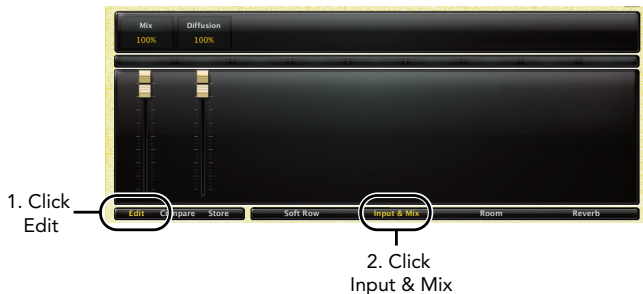 Mix Diffusion
100% 100%
1. Click
Edit
Edit Compare Store Soft Row Input & Mix Room Reverb
2. Click
Input & Mix